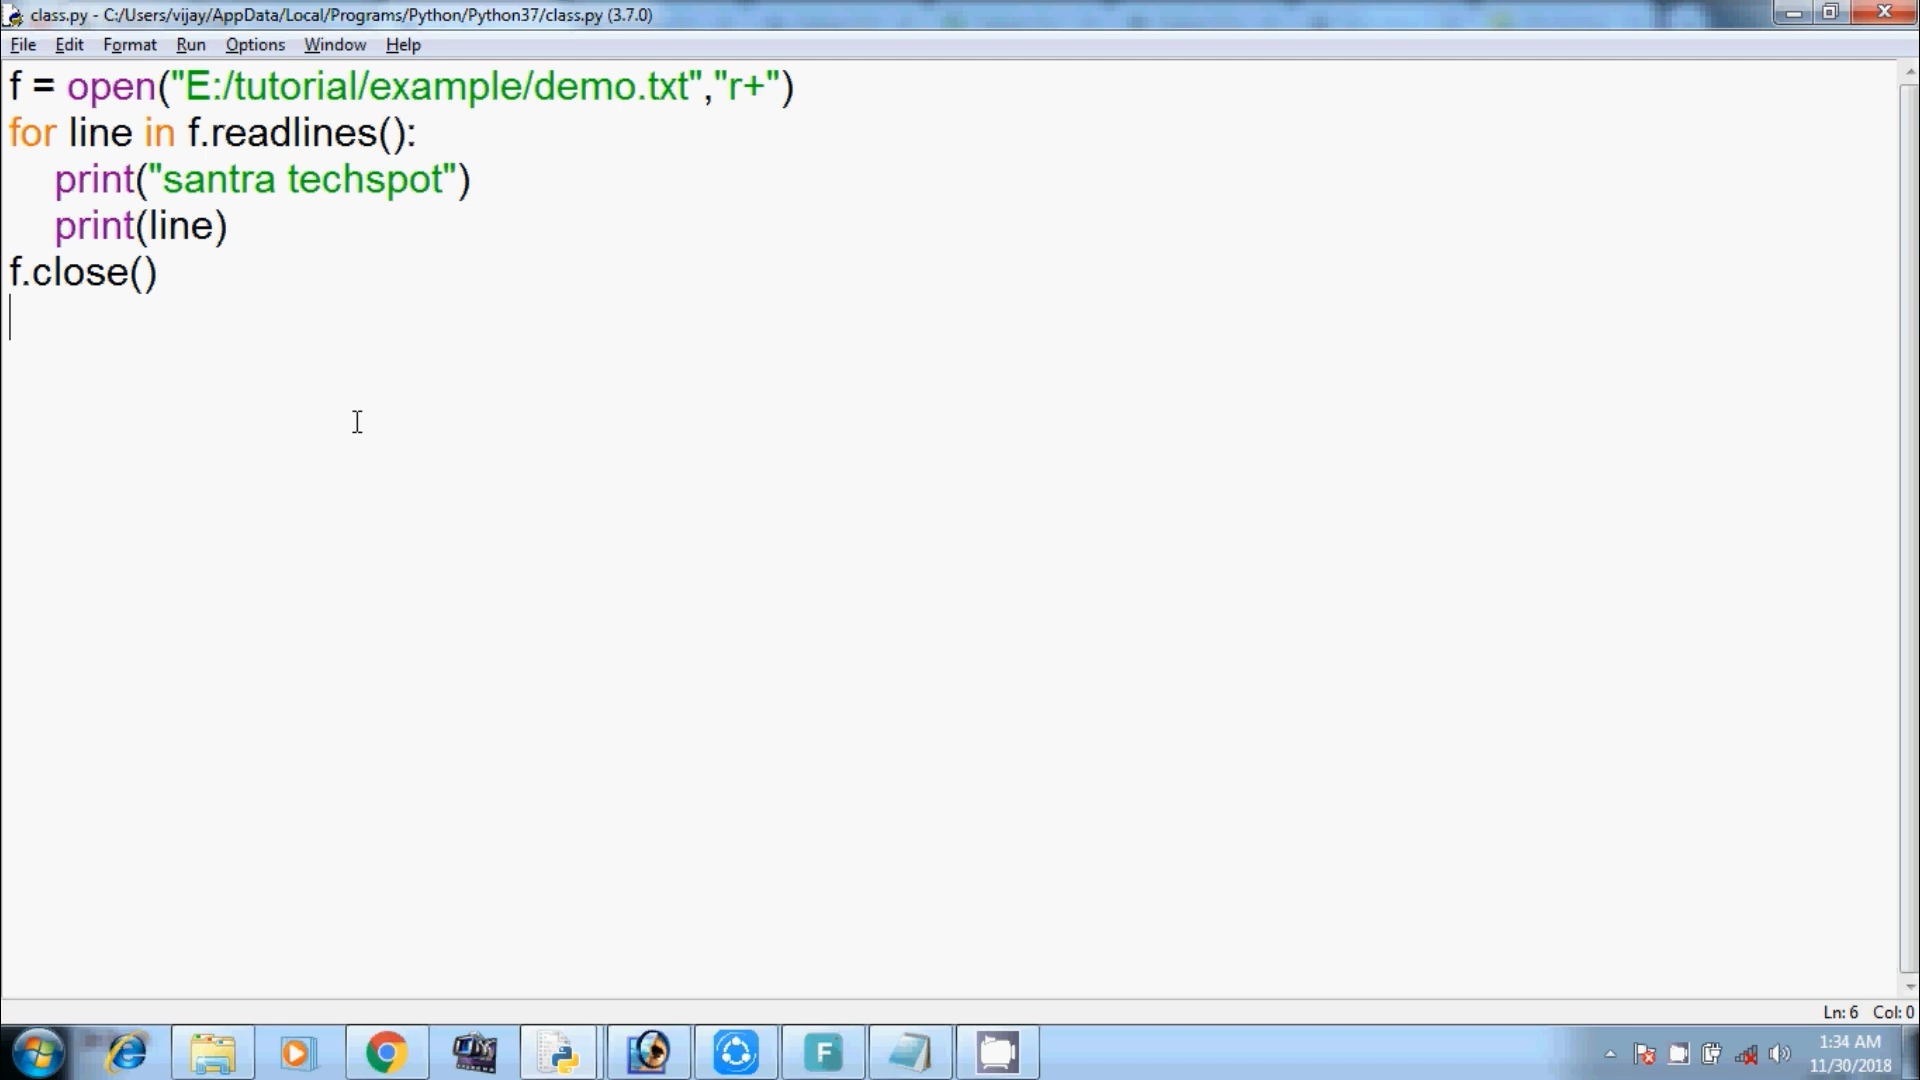 class.py - C:/Users/vijay/AppData/Local/Programs/Python/Python37/class.py (3.7.0)
File Edit Format Run Options Window Help
f = open("E:/tutorial/example/demo.txt","r+")
for line in f.readlines():
    print("santra techspot")
    print(line)
f.close()
Ln: 6 Col: 0
F
1:34 AM
11/30/2018